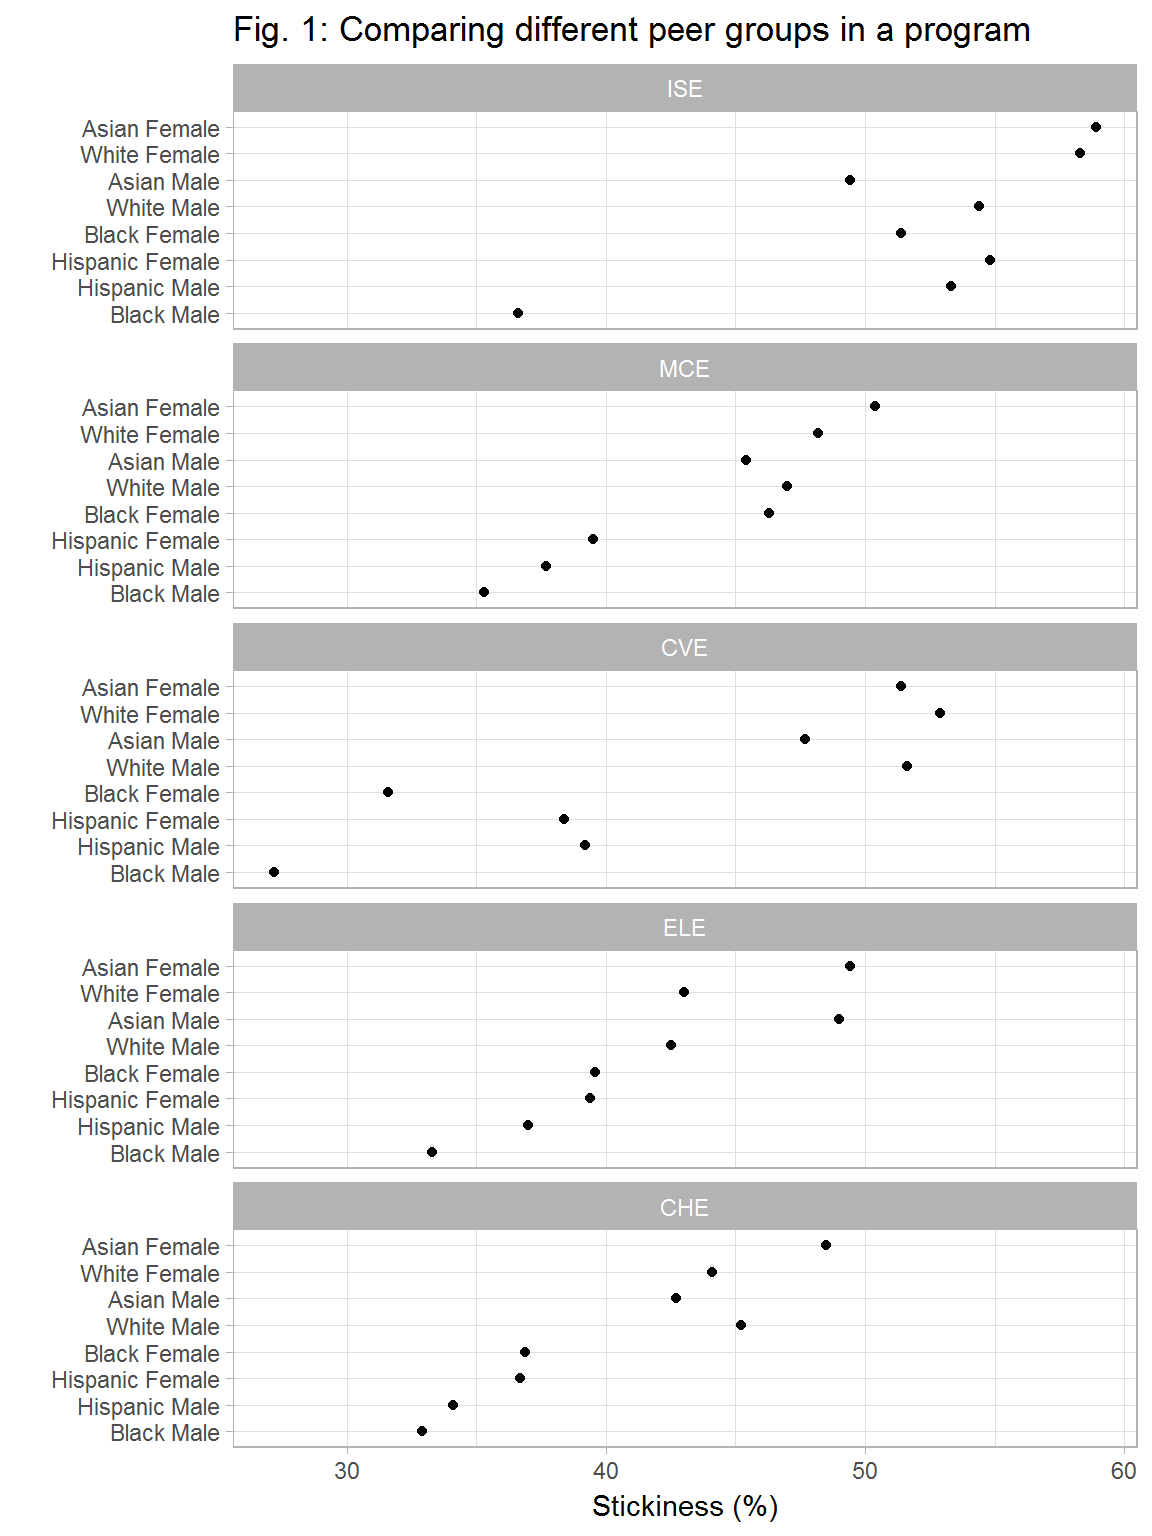 Fig. 1: Comparing different peer groups in a program
ISE
Asian Female
White Female
Asian Male
White Male
Black Female
Hispanic Female
Hispanic Male
Black Male
MCE
Asian Female
White Female
Asian Male
White Male
Black Female
Hispanic Female
Hispanic Male
Black Male
CVE
Asian Female
White Female
Asian Male
White Male
Black Female
Hispanic Female
Hispanic Male
Black Male
ELE
Asian Female
White Female
Asian Male
White Male
Black Female
Hispanic Female
Hispanic Male
Black Male
CHE
Asian Female
White Female
Asian Male
White Male
Black Female
Hispanic Female
Hispanic Male
Black Male
30 40 50 60
Stickiness (%)